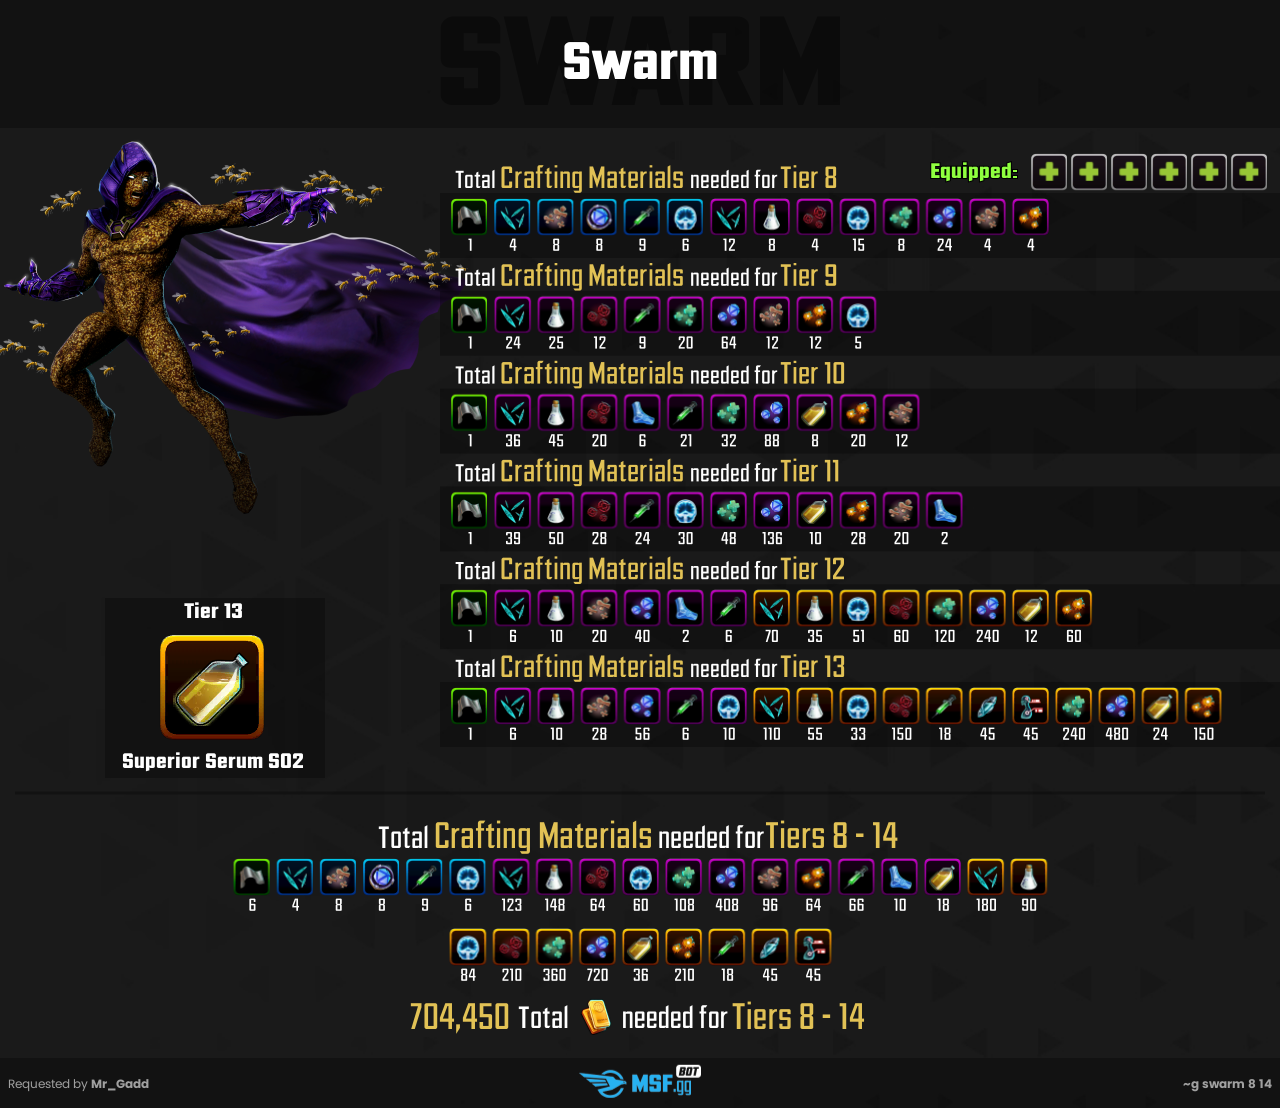 SWARM
Swarm
Equipped:
Total Crafting Materials needed for Tier 8
1 4 8 8 9 6 12 8 4 15 8 24 4 4
Total Crafting Materials needed for Tier 9
1 24 25 12 9 20 64 12 12 5
Total Crafting Materials needed for Tier 10
1 36 45 20 6 21 32 88 8 20 12
Total Crafting Materials needed for Tier 11
1 39 50 28 24 30 48 136 10 28 20 2
Total Crafting Materials needed for Tier 12
1 6 10 20 40 2 6 70 35 51 60 120 240 12 60
Total Crafting Materials needed for Tier 13
1 6 10 28 56 6 10 110 55 33 150 18 45 45 240 480 24 150
Tier 13
Superior Serum S02
Total Crafting Materials needed for Tiers 8 - 14
6 4 8 8 9 6 123 148 64 60 108 408 96 64 66 10 18 180 90
84 210 360 720 36 210 18 45 45
704,450 Total needed for Tiers 8 - 14
Requested by Mr_Gadd
MSF.gg BOT
~g swarm 8 14